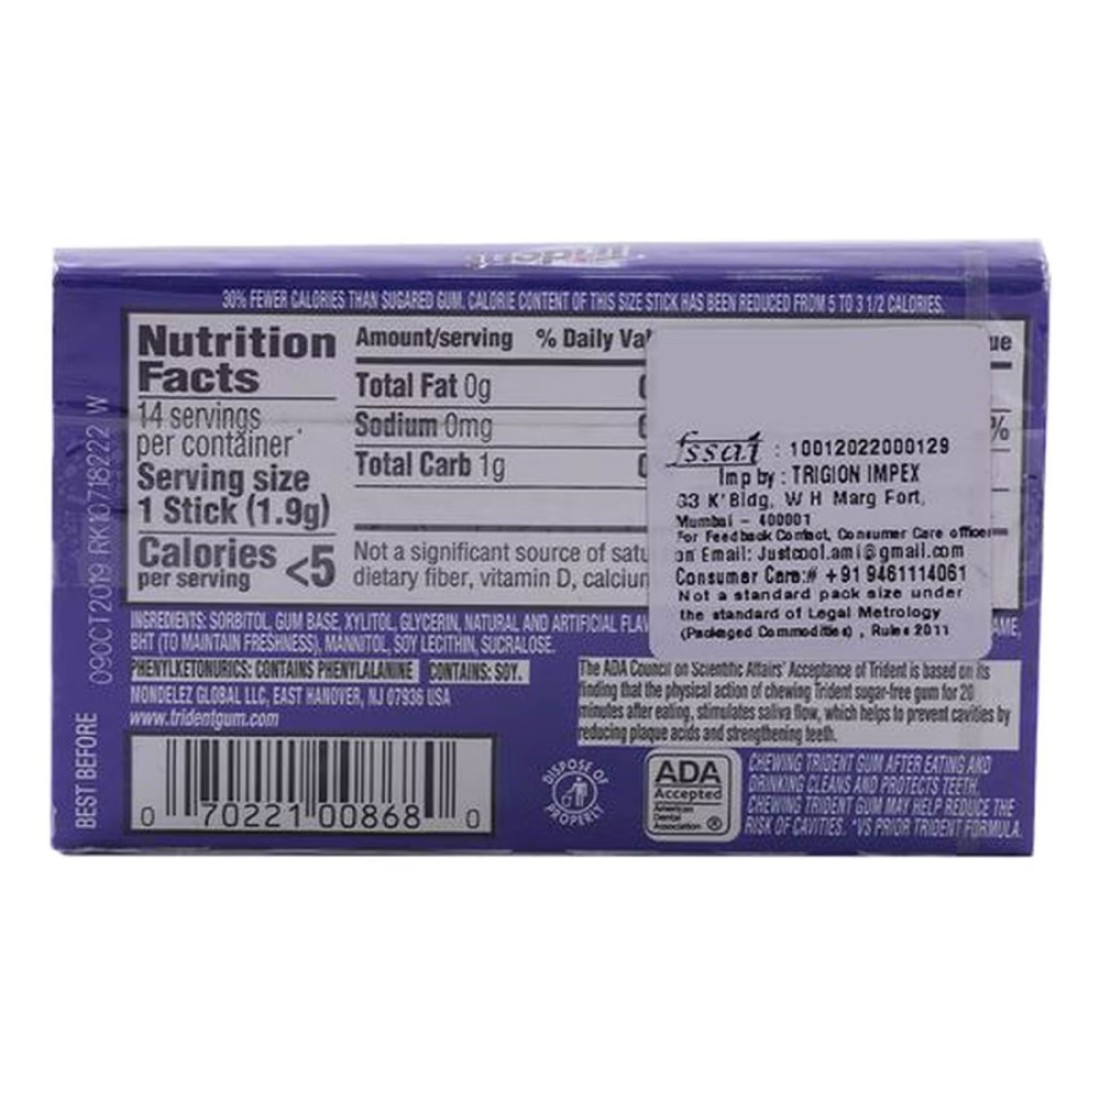 30% FEWER CALORIES THAN SUGARED GUM. CALORIE CONTENT OF THIS SIZE STICK HAS BEEN REDUCED FROM 5 TO 3 1/2 CALORIES.
Nutrition
Facts
14 servings
per container
Serving size
1 Stick (1.9g)
Calories
per serving <5
Amount/serving % Daily Val ue
Total Fat 0g
Sodium 0mg %
Total Carb 1g
Not a significant source of satu
dietary fiber, vitamin D, calcium
fssai : 10012022000129
Imp by : TRIGION IMPEX
G3 K'Bldg, W H Marg Fort,
Mumbai - 400001
For Feedback Contact, Consumer Care officer
on Email: Justcool.ami@gmail.com
Consumer Care:# +91 9461114061
Not a standard pack size under
the standard of Legal Metrology
(Packaged Commodities) , Rules 2011
INGREDIENTS: SORBITOL, GUM BASE, XYLITOL, GLYCERIN, NATURAL AND ARTIFICIAL FLAV AME,
BHT (TO MAINTAIN FRESHNESS), MANNITOL, SOY LECITHIN, SUCRALOSE.
PHENYLKETONURICS: CONTAINS PHENYLALANINE CONTAINS: SOY.
MONDELEZ GLOBAL LLC, EAST HANOVER, NJ 07936 USA
www.tridentgum.com
The ADA Council on Scientific Affairs' Acceptance of Trident is based on its
finding that the physical action of chewing Trident sugar-free gum for 20
minutes after eating, stimulates saliva flow, which helps to prevent cavities by
reducing plaque acids and strengthening teeth.
0 70221 00868 0
DISPOSE OF
PROPERLY
ADA
Accepted
American
Dental
Association ®
CHEWING TRIDENT GUM AFTER EATING AND
DRINKING CLEANS AND PROTECTS TEETH.
CHEWING TRIDENT GUM MAY HELP REDUCE THE
RISK OF CAVITIES. *VS PRIOR TRIDENT FORMULA.
BEST BEFORE
09OCT2019 RK10718222 W